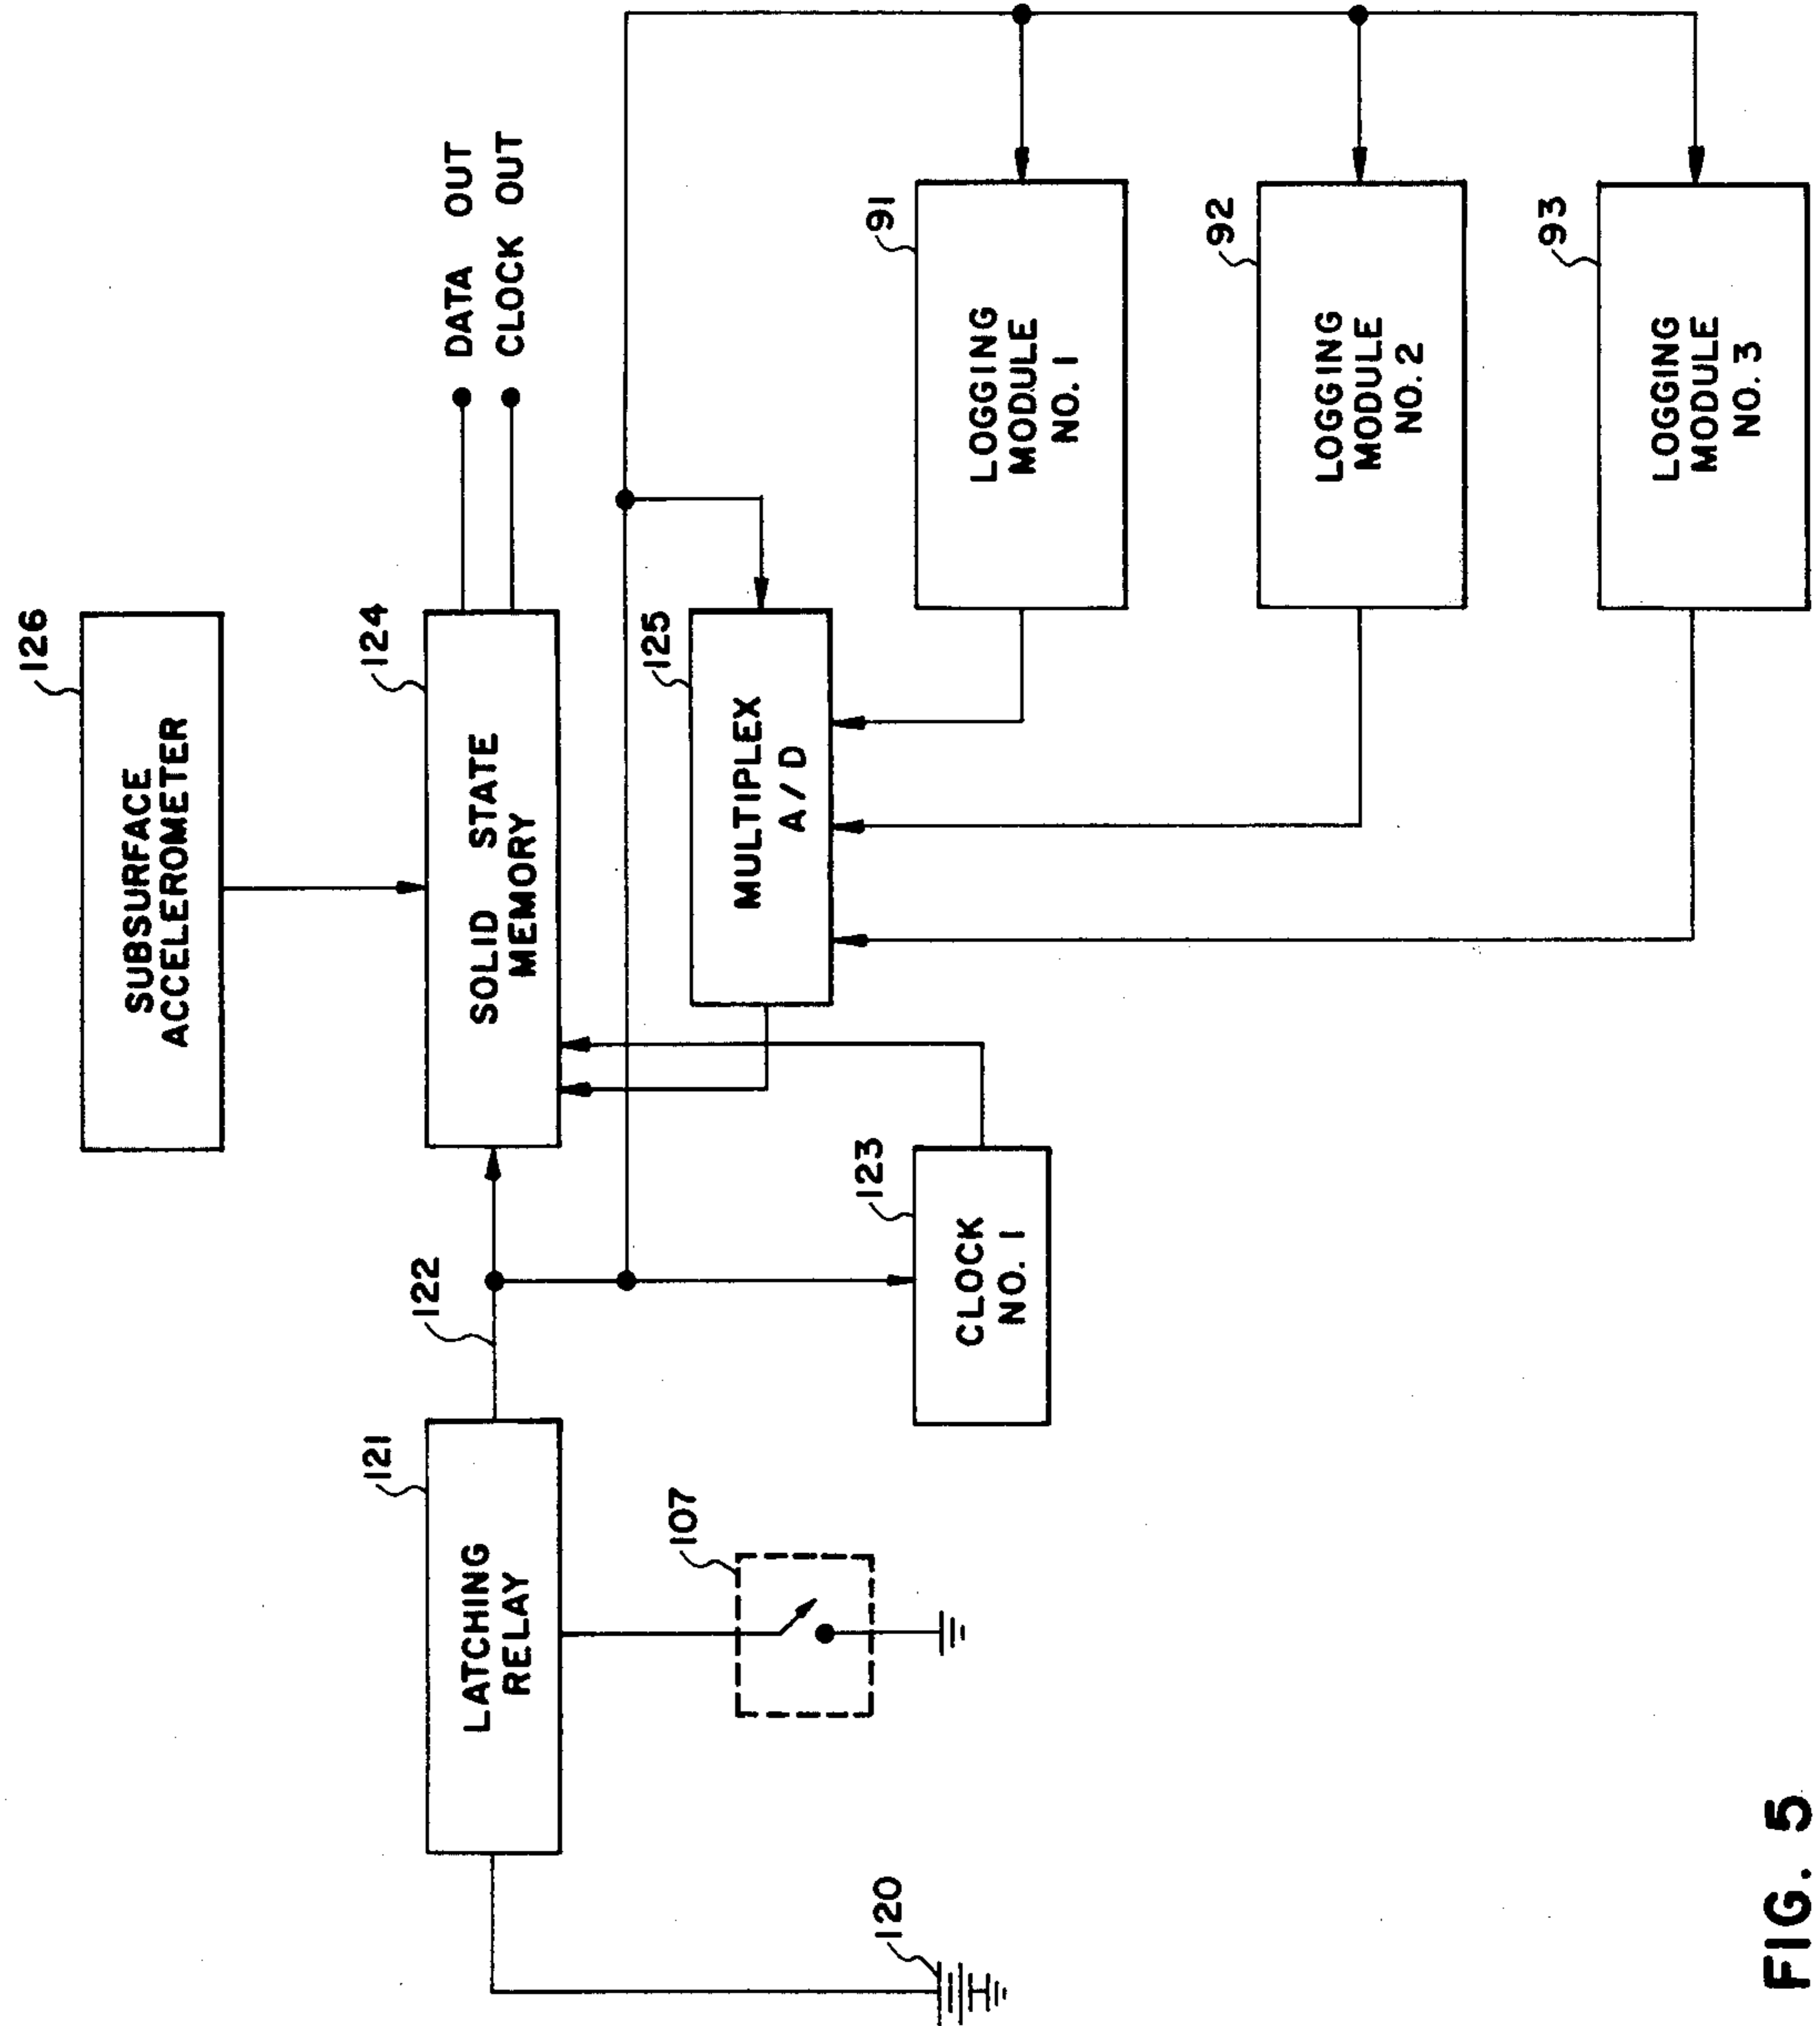 126
SUBSURFACE
ACCELEROMETER
121
LATCHING
RELAY
122
124
SOLID STATE
MEMORY
DATA OUT
CLOCK OUT
107
125
MULTIPLEX
A/D
120
123
CLOCK
NO. 1
91
LOGGING
MODULE
NO. 1
92
LOGGING
MODULE
NO. 2
93
LOGGING
MODULE
NO. 3
FIG. 5